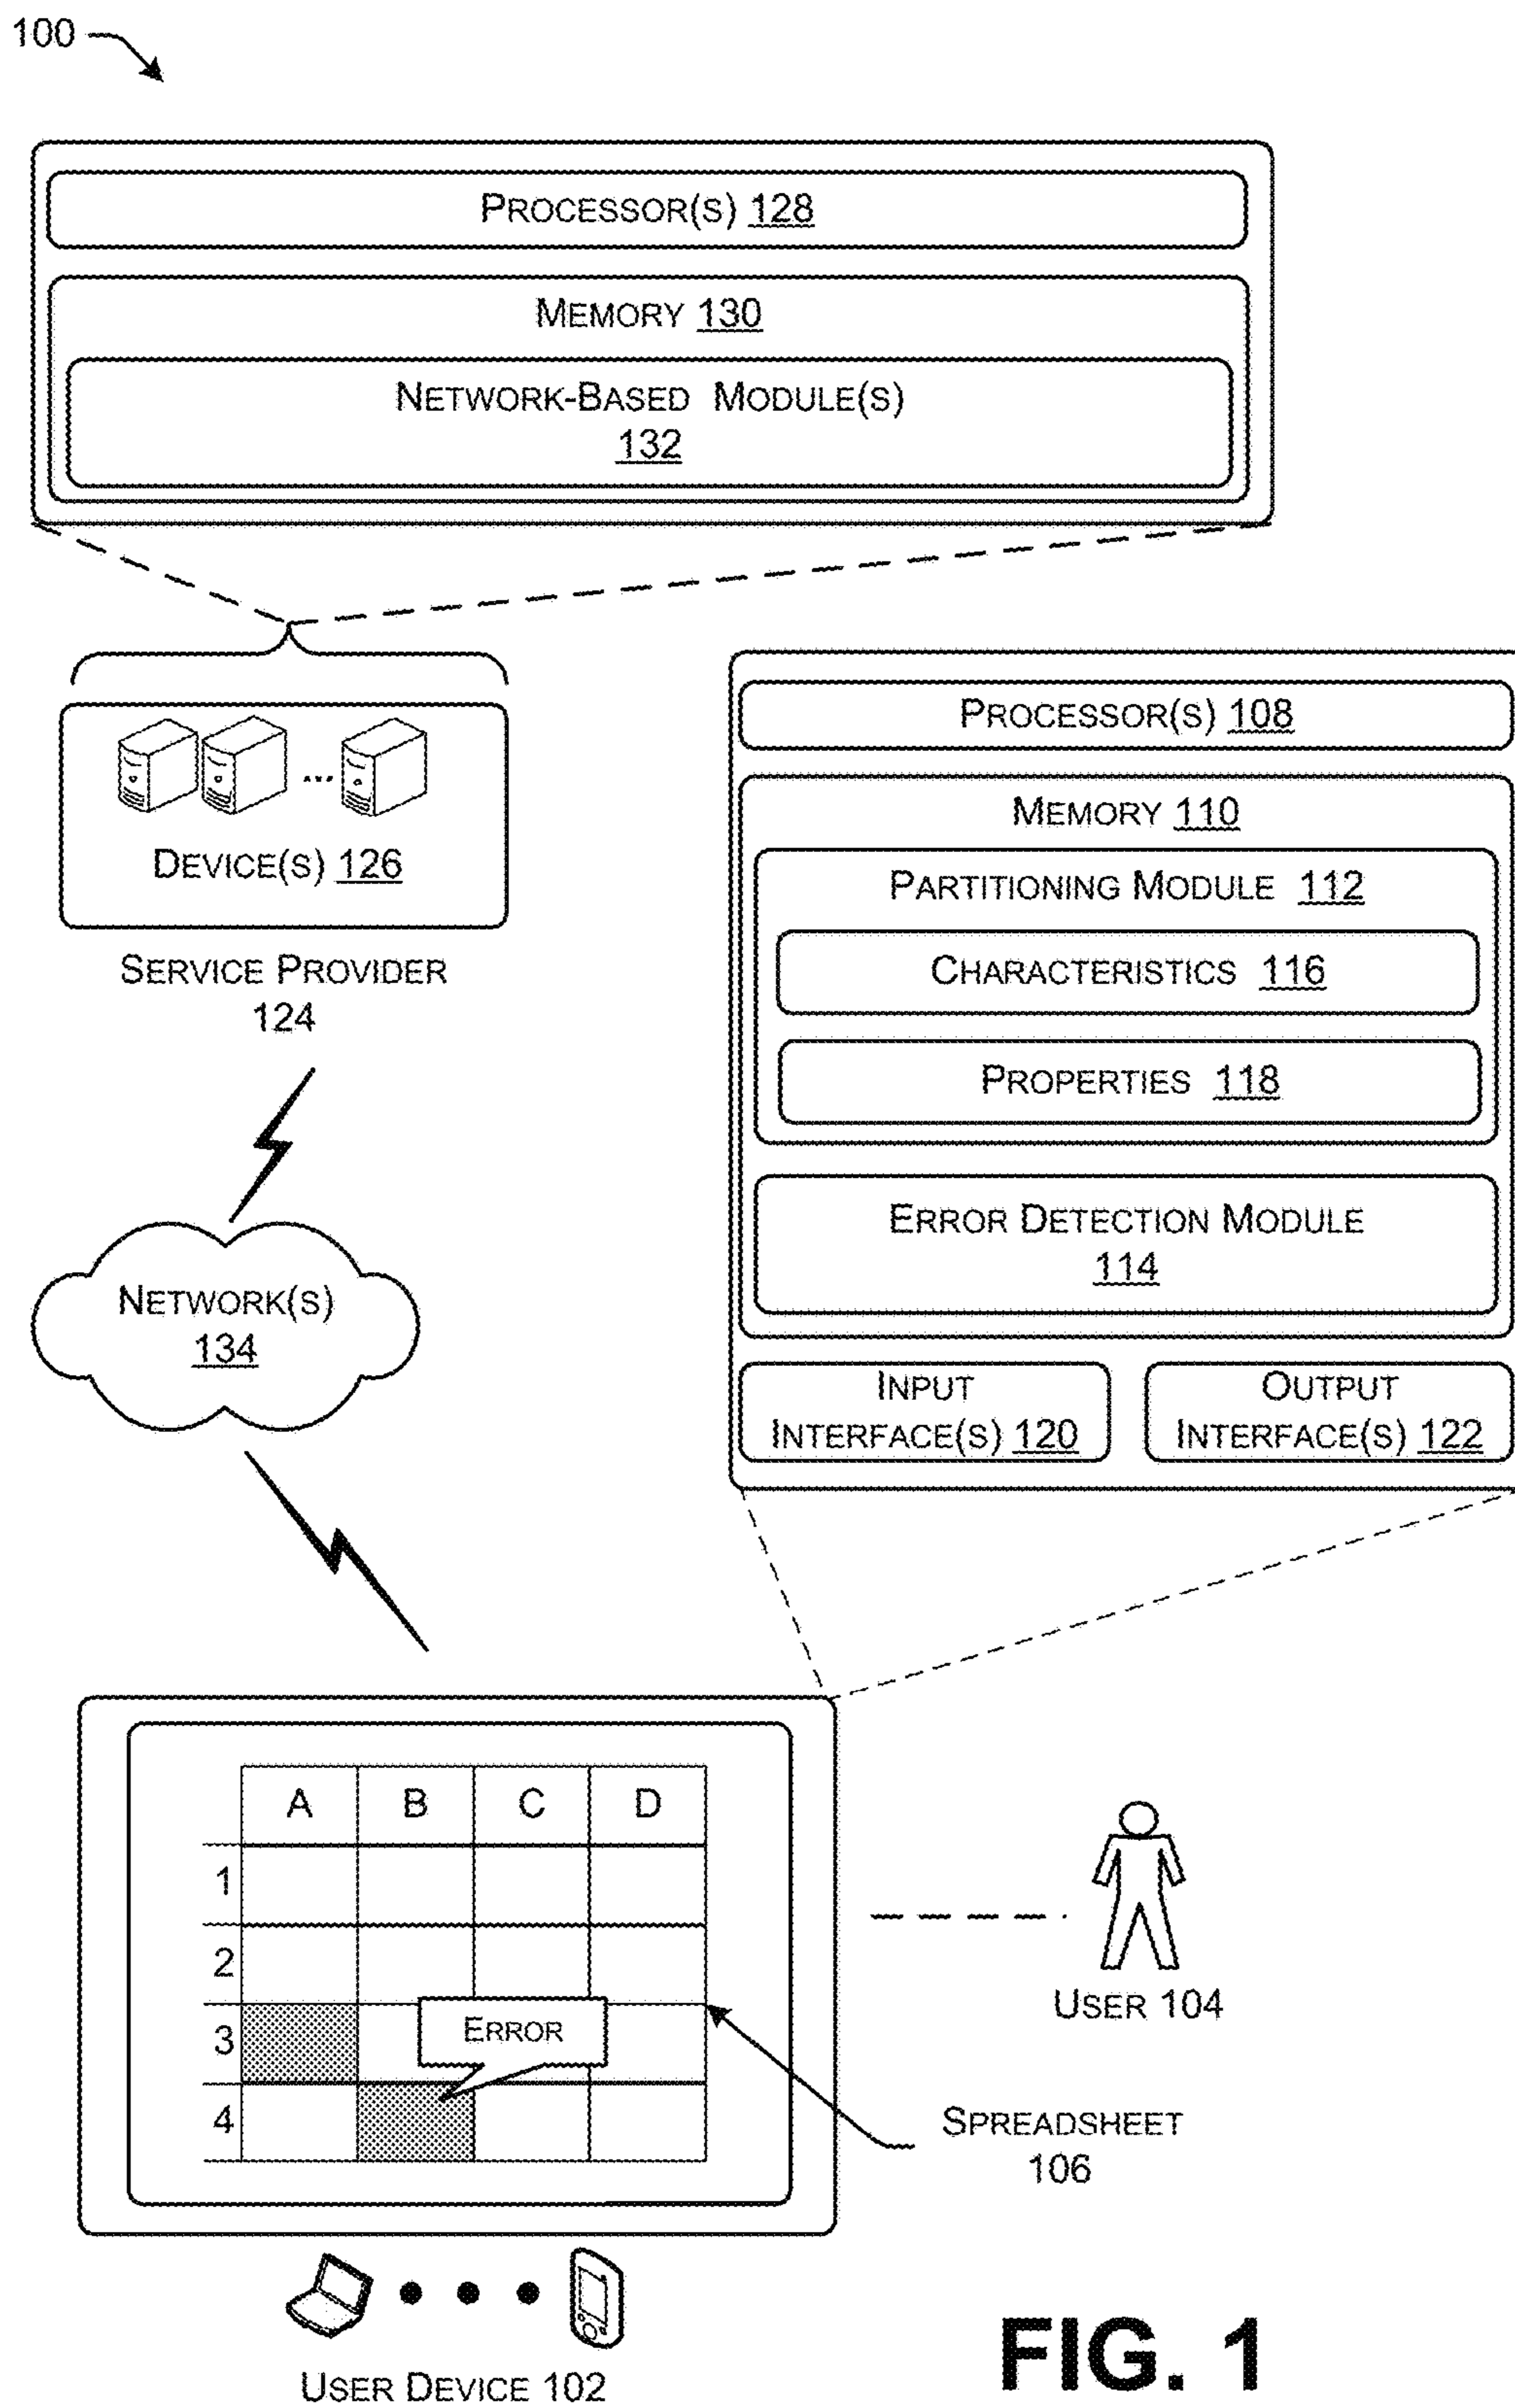 100
PROCESSOR(S) 128
MEMORY 130
NETWORK-BASED MODULE(S)
132
DEVICE(S) 126
SERVICE PROVIDER
124
NETWORK(S)
134
PROCESSOR(S) 108
MEMORY 110
PARTITIONING MODULE 112
CHARACTERISTICS 116
PROPERTIES 118
ERROR DETECTION MODULE
114
INPUT
INTERFACE(S) 120
OUTPUT
INTERFACE(S) 122
A B C D
1
2
3
ERROR
4
USER 104
SPREADSHEET
106
USER DEVICE 102
FIG. 1